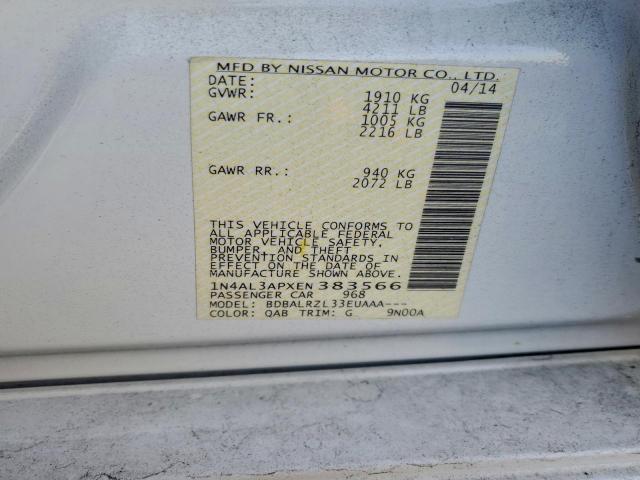 MFD BY NISSAN MOTOR CO., LTD.
DATE: 04/14
GVWR: 1910 KG
4211 LB
GAWR FR.: 1005 KG
2216 LB
GAWR RR.: 940 KG
2072 LB
THIS VEHICLE CONFORMS TO
ALL APPLICABLE FEDERAL
MOTOR VEHICLE SAFETY,
BUMPER, AND THEFT
PREVENTION STANDARDS IN
EFFECT ON THE DATE OF
MANUFACTURE SHOWN ABOVE.
1N4AL3APXEN 383566
PASSENGER CAR 968
MODEL: BDBALRZL33EUAAA---
COLOR: QAB TRIM: G 9N00A